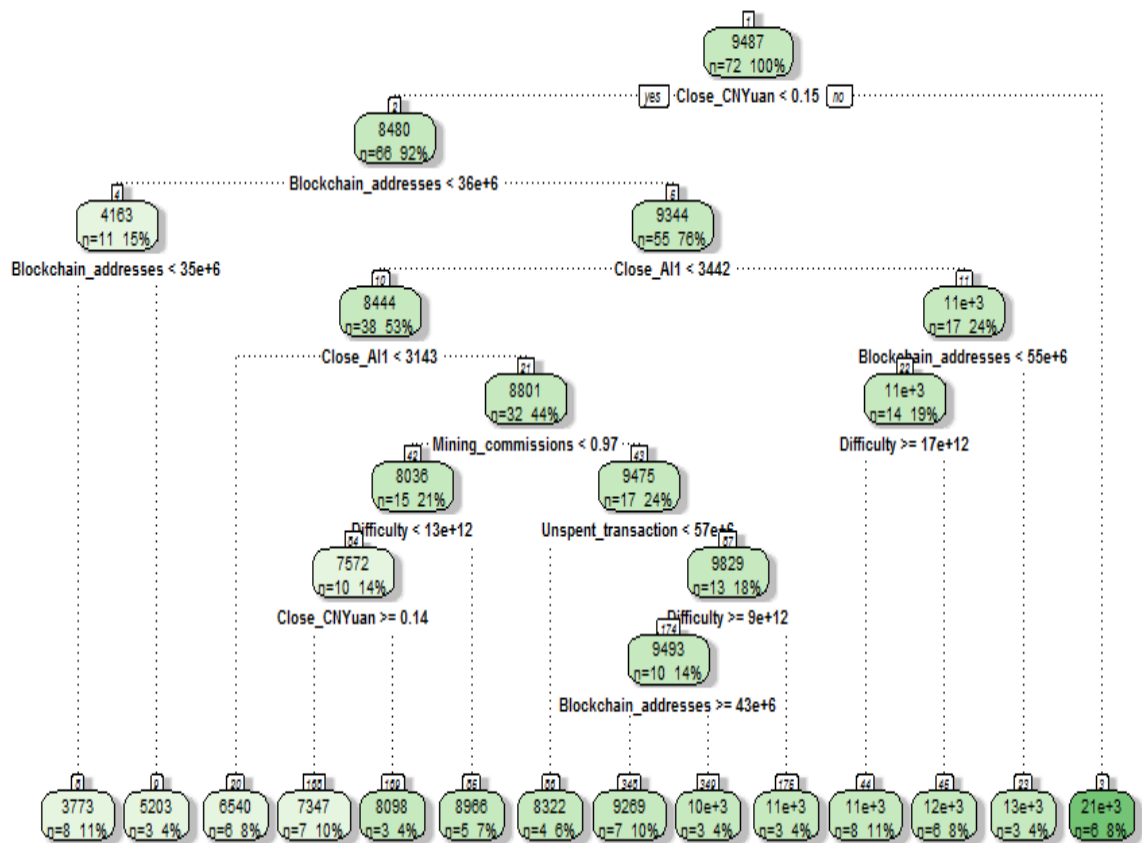 1
9487
n=72 100%
yes Close_CNYuan < 0.15 no
2
8480
n=66 92%
Blockchain_addresses < 36e+6
4
4163
n=11 15%
5
9344
n=55 76%
Blockchain_addresses < 35e+6
Close_AI1 < 3442
10
8444
n=38 53%
11
11e+3
n=17 24%
Close_AI1 < 3143
Blockchain_addresses < 55e+6
21
8801
n=32 44%
22
11e+3
n=14 19%
Mining_commissions < 0.97
Difficulty >= 17e+12
42
8036
n=15 21%
43
9475
n=17 24%
Difficulty < 13e+12
Unspent_transaction < 57e+6
84
7572
n=10 14%
87
9829
n=13 18%
Close_CNYuan >= 0.14
Difficulty >= 9e+12
174
9493
n=10 14%
Blockchain_addresses >= 43e+6
8
3773
n=8 11%
9
5203
n=3 4%
20
6540
n=6 8%
168
7347
n=7 10%
169
8098
n=3 4%
85
8966
n=5 7%
86
8322
n=4 6%
348
9269
n=7 10%
349
10e+3
n=3 4%
175
11e+3
n=3 4%
44
11e+3
n=8 11%
45
12e+3
n=6 8%
23
13e+3
n=3 4%
3
21e+3
n=6 8%